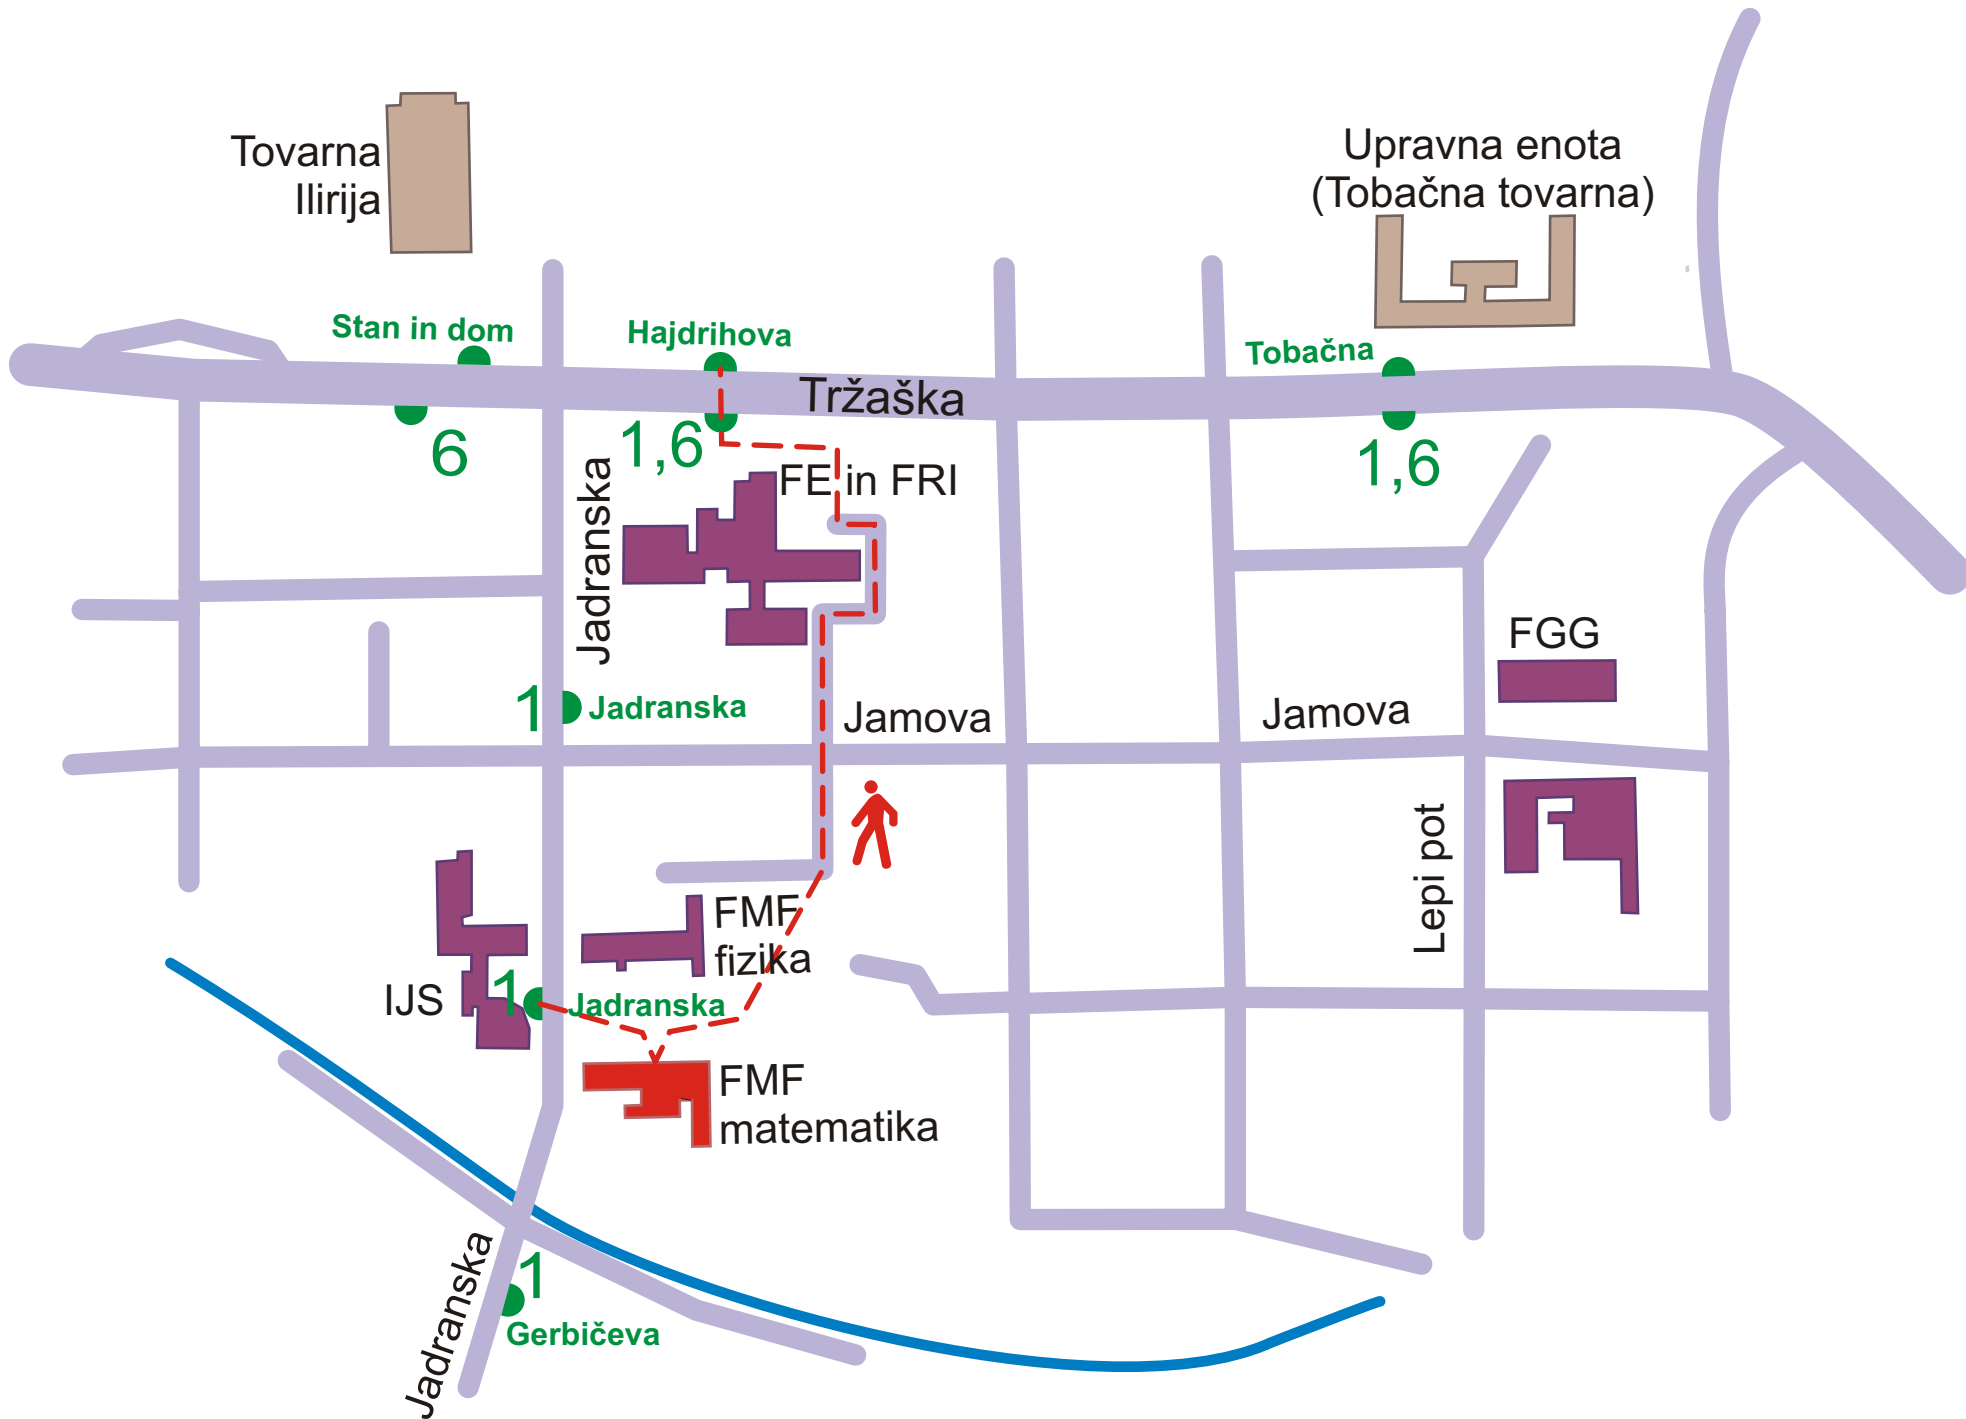 Tovarna
Ilirija
Upravna enota
(Tobačna tovarna)
Stan in dom
Hajdrihova
Tobačna
Tržaška
6
1,6
1,6
FE in FRI
Jadranska
FGG
1
Jadranska
Jamova
Jamova
Lepi pot
FMF
fizika
IJS
1
Jadranska
FMF
matematika
Jadranska
1
Gerbičeva